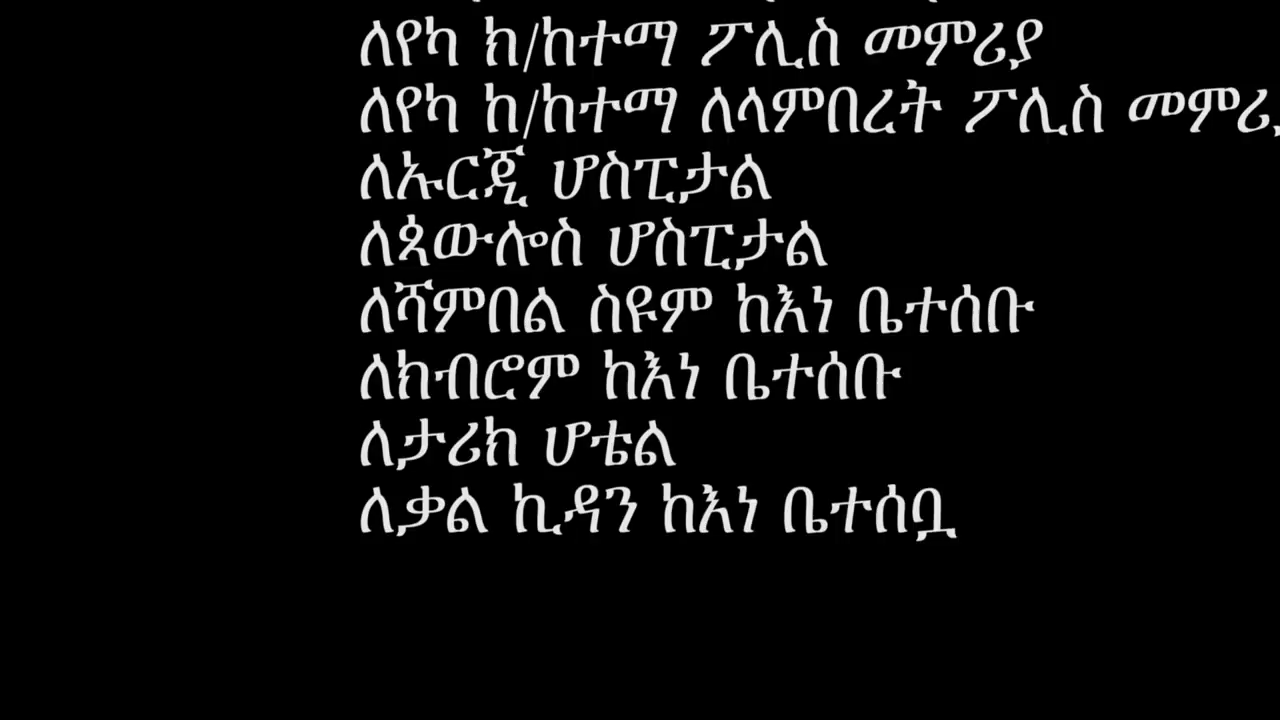 ለየካ ክ/ከተማ ፖሊስ መምሪያ
ለየካ ከ/ከተማ ለላምበረት ፖሊስ
ለኡርጂ ሆስፒታል
ለጳውሎስ ሆስፒታል
ለሻምበል ስዩም ከእነ ቤተሰቡ
ለክብሮም ከእነ ቤተሰቡ
ለታሪክ ሆቴል
ለቃል ኪዳን ከእነ ቤተሰቧ